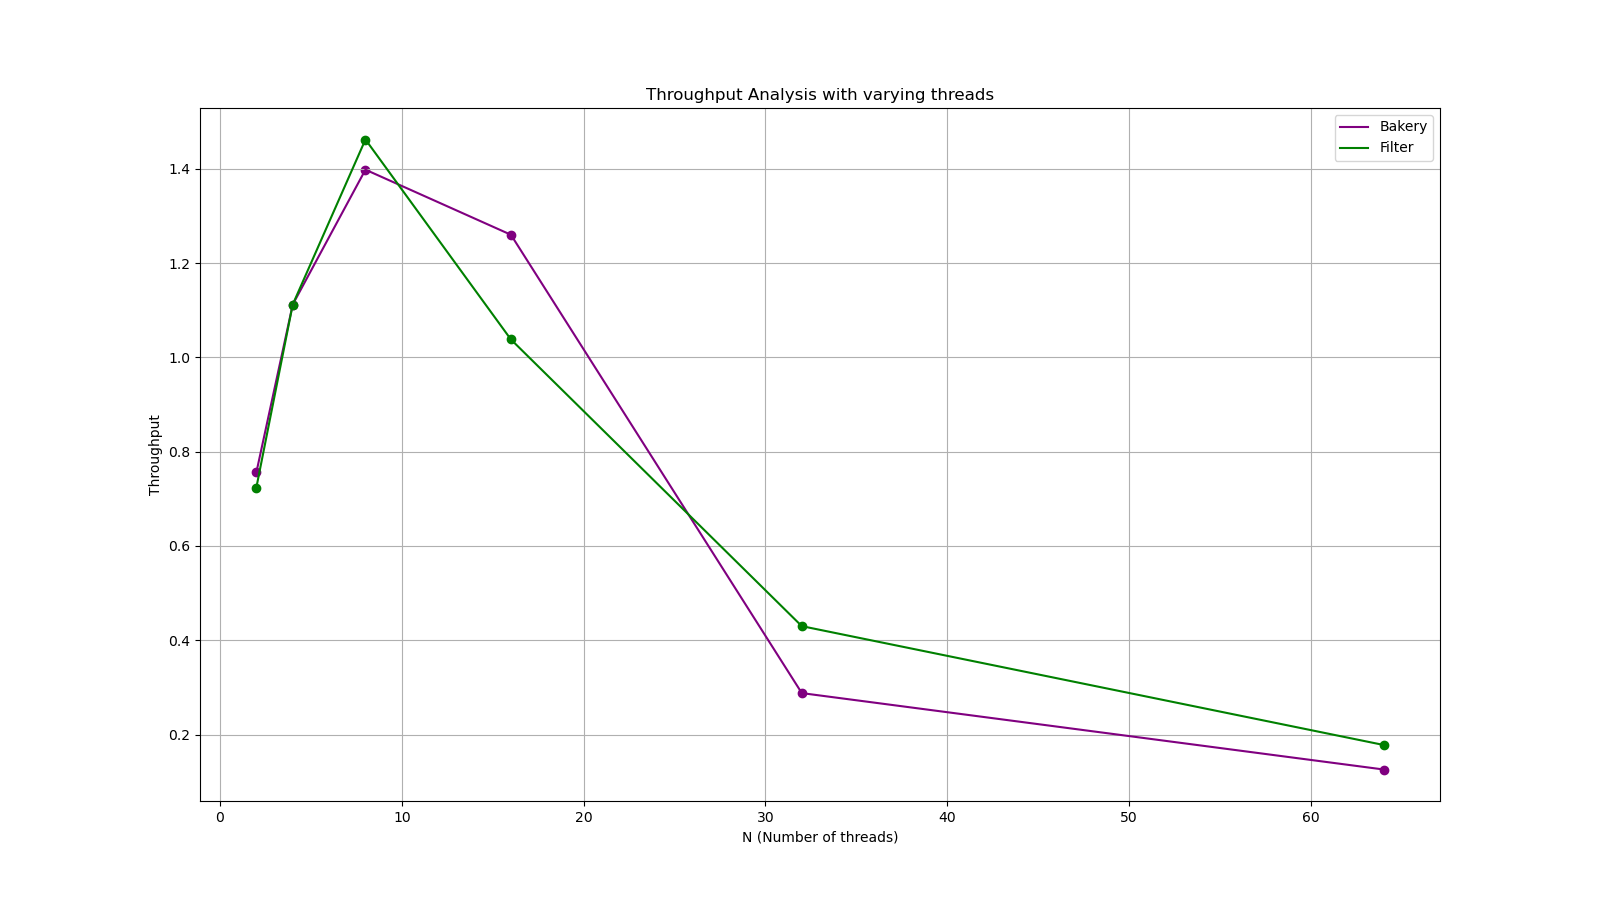 Throughput Analysis with varying threads
Bakery
Filter
1.4
1.2
1.0
0.8
0.6
0.4
0.2
Throughput
0
10
20
30
40
50
60
N (Number of threads)